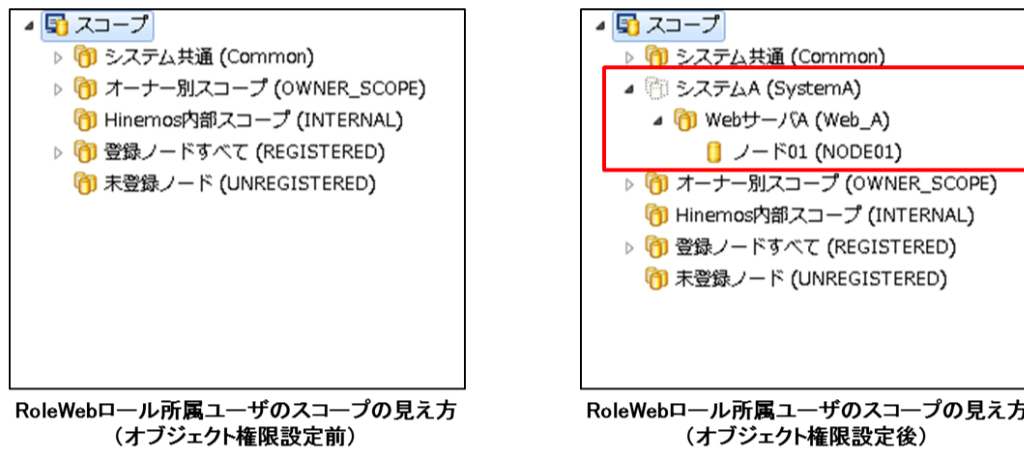 スコープ
システム共通 (Common)
オーナー別スコープ (OWNER_SCOPE)
Hinemos内部スコープ (INTERNAL)
登録ノードすべて (REGISTERED)
未登録ノード (UNREGISTERED)
RoleWebロール所属ユーザのスコープの見え方
（オブジェクト権限設定前）
スコープ
システム共通 (Common)
システムA (SystemA)
WebサーバA (Web_A)
ノード01 (NODE01)
オーナー別スコープ (OWNER_SCOPE)
Hinemos内部スコープ (INTERNAL)
登録ノードすべて (REGISTERED)
未登録ノード (UNREGISTERED)
RoleWebロール所属ユーザのスコープの見え方
（オブジェクト権限設定後）